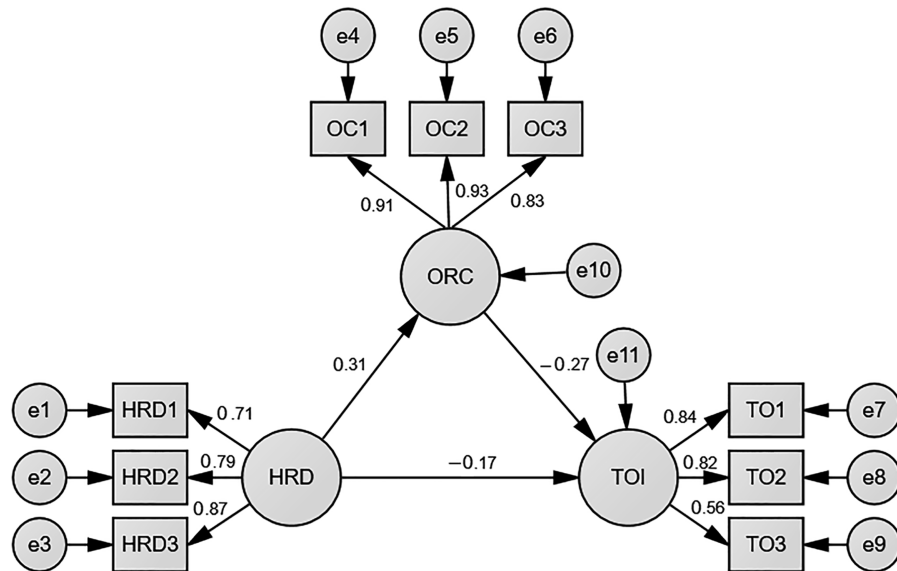 e4 e5 e6
OC1 OC2 OC3
0.91 0.93 0.83
ORC e10
0.31 −0.27 e11
e1 HRD1 0.71 0.84 TO1 e7
e2 HRD2 0.79 HRD −0.17 TOI 0.82 TO2 e8
0.87 0.56
e3 HRD3 TO3 e9